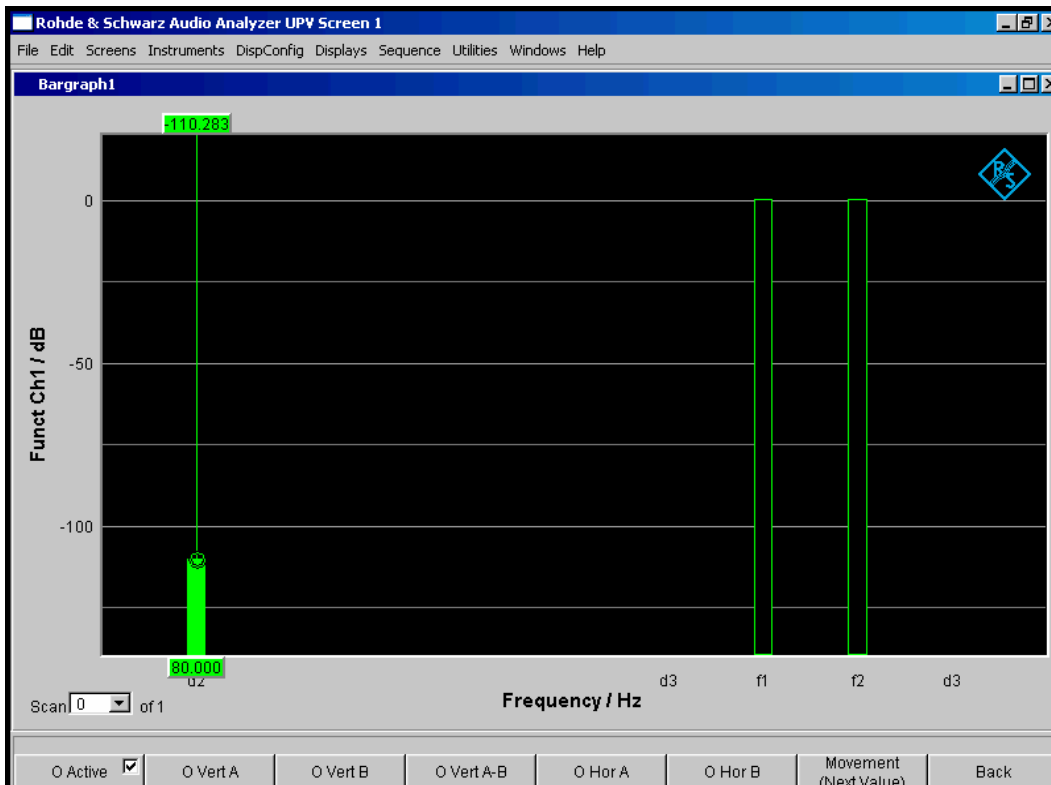 Rohde & Schwarz Audio Analyzer UPV Screen 1
File Edit Screens Instruments DispConfig Displays Sequence Utilities Windows Help
Bargraph1
-110.283
0
-50
-100
Funct Ch1 / dB
80.000
d2 d3 f1 f2 d3
Frequency / Hz
Scan 0 of 1
O Active O Vert A O Vert B O Vert A-B O Hor A O Hor B Movement (Next Value) Back
R S